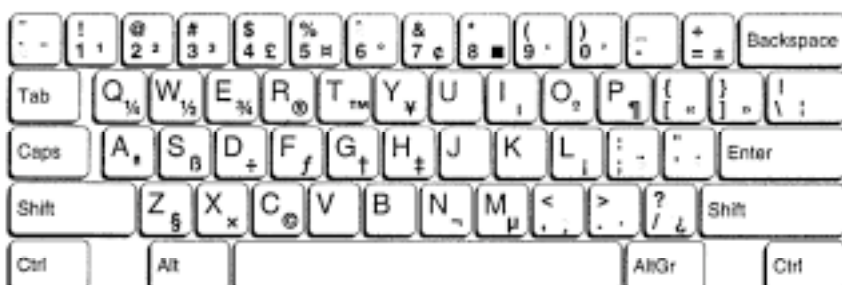 ! 1 ¹ @ 2 ² # 3 ³ $ 4 £ % 5 ¤ 6 ° & 7 ¢ * 8 ■ ( 9 ) 0 - + = ± Backspace
Tab Q ¼ W ½ E ¾ R ® T ™ Y ¥ U I O P ¶ { [ « } ] » | \ ¦
Caps A S ß D ÷ F ƒ G † H ‡ J K L : ; " Enter
Shift Z § X × C © V B N ¬ M µ < , > . ? / ¿ Shift
Ctrl Alt AltGr Ctrl